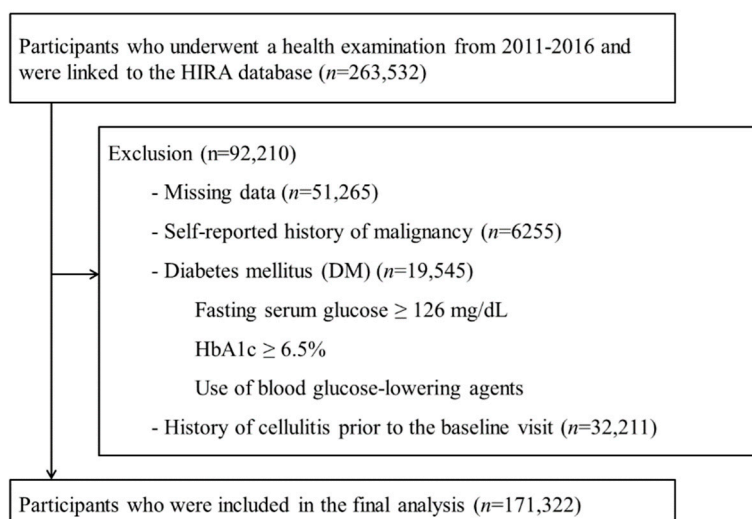 Participants who underwent a health examination from 2011-2016 and
were linked to the HIRA database (n=263,532)
Exclusion (n=92,210)
- Missing data (n=51,265)
- Self-reported history of malignancy (n=6255)
- Diabetes mellitus (DM) (n=19,545)
Fasting serum glucose ≥ 126 mg/dL
HbA1c ≥ 6.5%
Use of blood glucose-lowering agents
- History of cellulitis prior to the baseline visit (n=32,211)
Participants who were included in the final analysis (n=171,322)